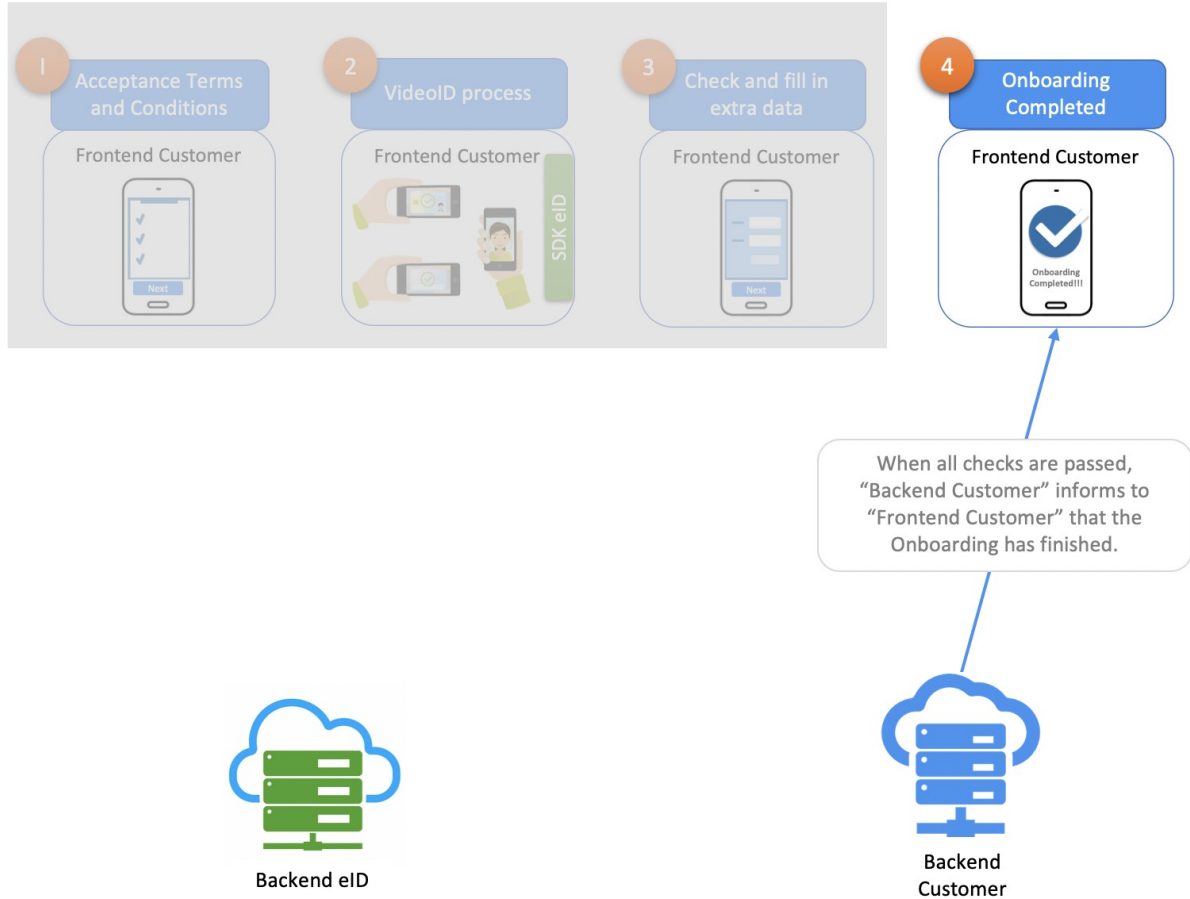 1
Acceptance Terms
and Conditions
Frontend Customer
Next
2
VideoID process
Frontend Customer
SDK eID
3
Check and fill in
extra data
Frontend Customer
Next
4
Onboarding
Completed
Frontend Customer
Onboarding
Completed!!!
When all checks are passed,
“Backend Customer” informs to
“Frontend Customer” that the
Onboarding has finished.
Backend eID
Backend
Customer